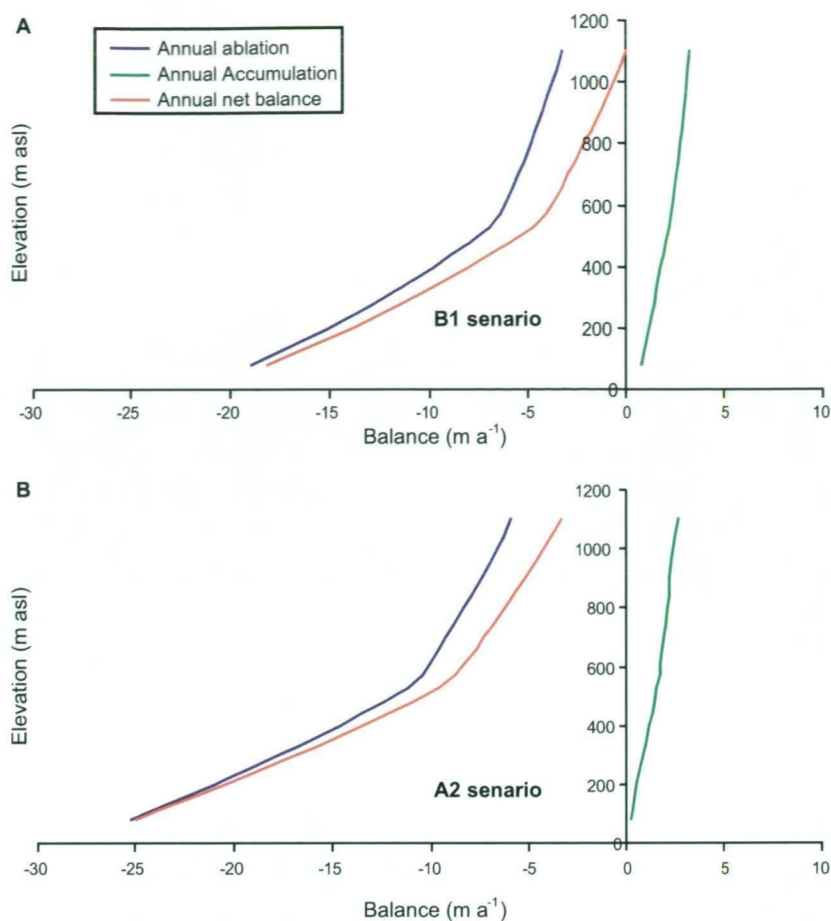 A
Annual ablation
Annual Accumulation
Annual net balance
Elevation (m asl)
1200
1000
800
600
400
200
0
B1 senario
-30 -25 -20 -15 -10 -5 0 5 10
Balance (m a⁻¹)
B
Elevation (m asl)
1200
1000
800
600
400
200
0
A2 senario
-30 -25 -20 -15 -10 -5 0 5 10
Balance (m a⁻¹)